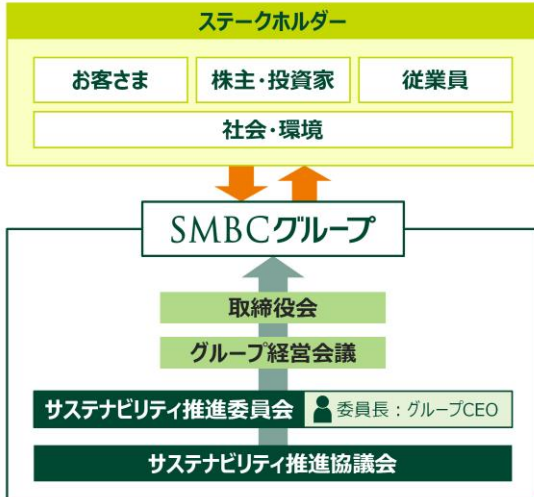 ステークホルダー
お客さま
株主・投資家
従業員
社会・環境
SMBCグループ
取締役会
グループ経営会議
サステナビリティ推進委員会
委員長：グループCEO
サステナビリティ推進協議会